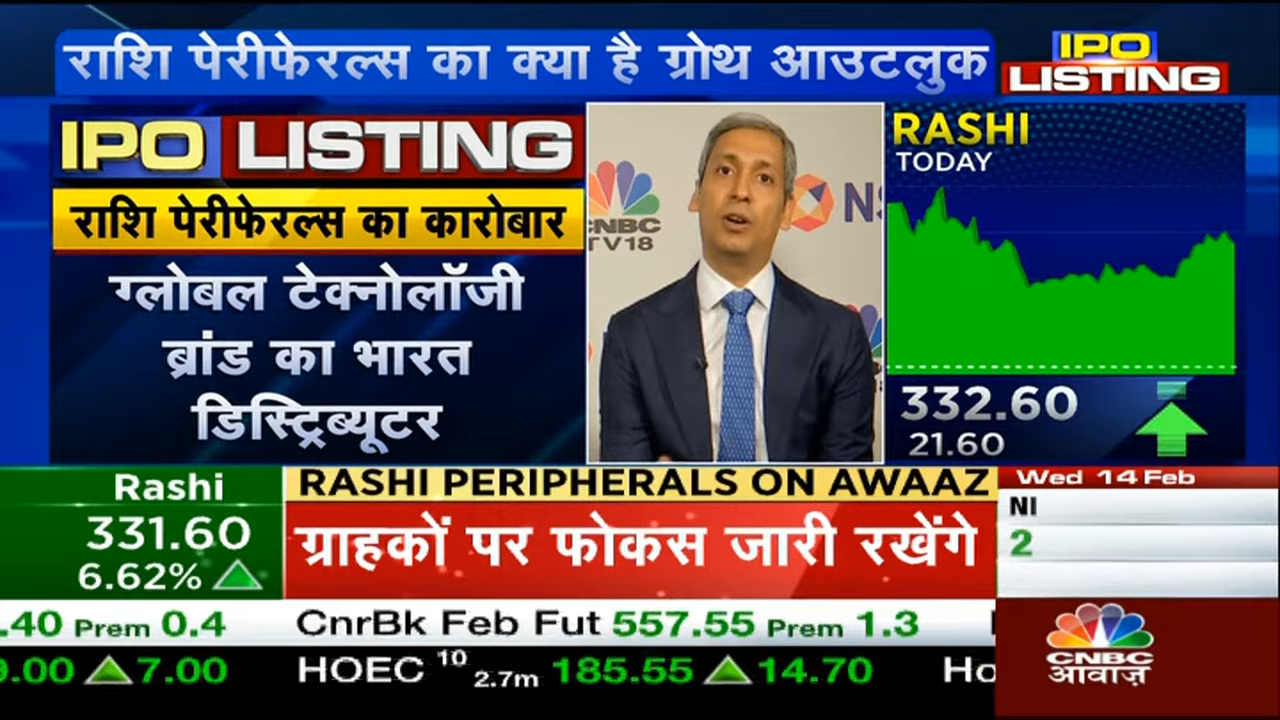 राशि पेरीफेरल्स का क्या है ग्रोथ आउटलुक
IPO
LISTING
IPO LISTING
राशि पेरीफेरल्स का कारोबार
ग्लोबल टेक्नोलॉजी
ब्रांड का भारत
डिस्ट्रिब्यूटर
CNBC
TV18
NS
RASHI
TODAY
332.60
21.60
Rashi
331.60
6.62%
RASHI PERIPHERALS ON AWAAZ
ग्राहकों पर फोकस जारी रखेंगे
Wed 14 Feb
NI
2
.40 Prem 0.4 CnrBk Feb Fut 557.55 Prem 1.3
9.00 7.00 HOEC 10 2.7m 185.55 14.70 Ho
CNBC
आवाज़